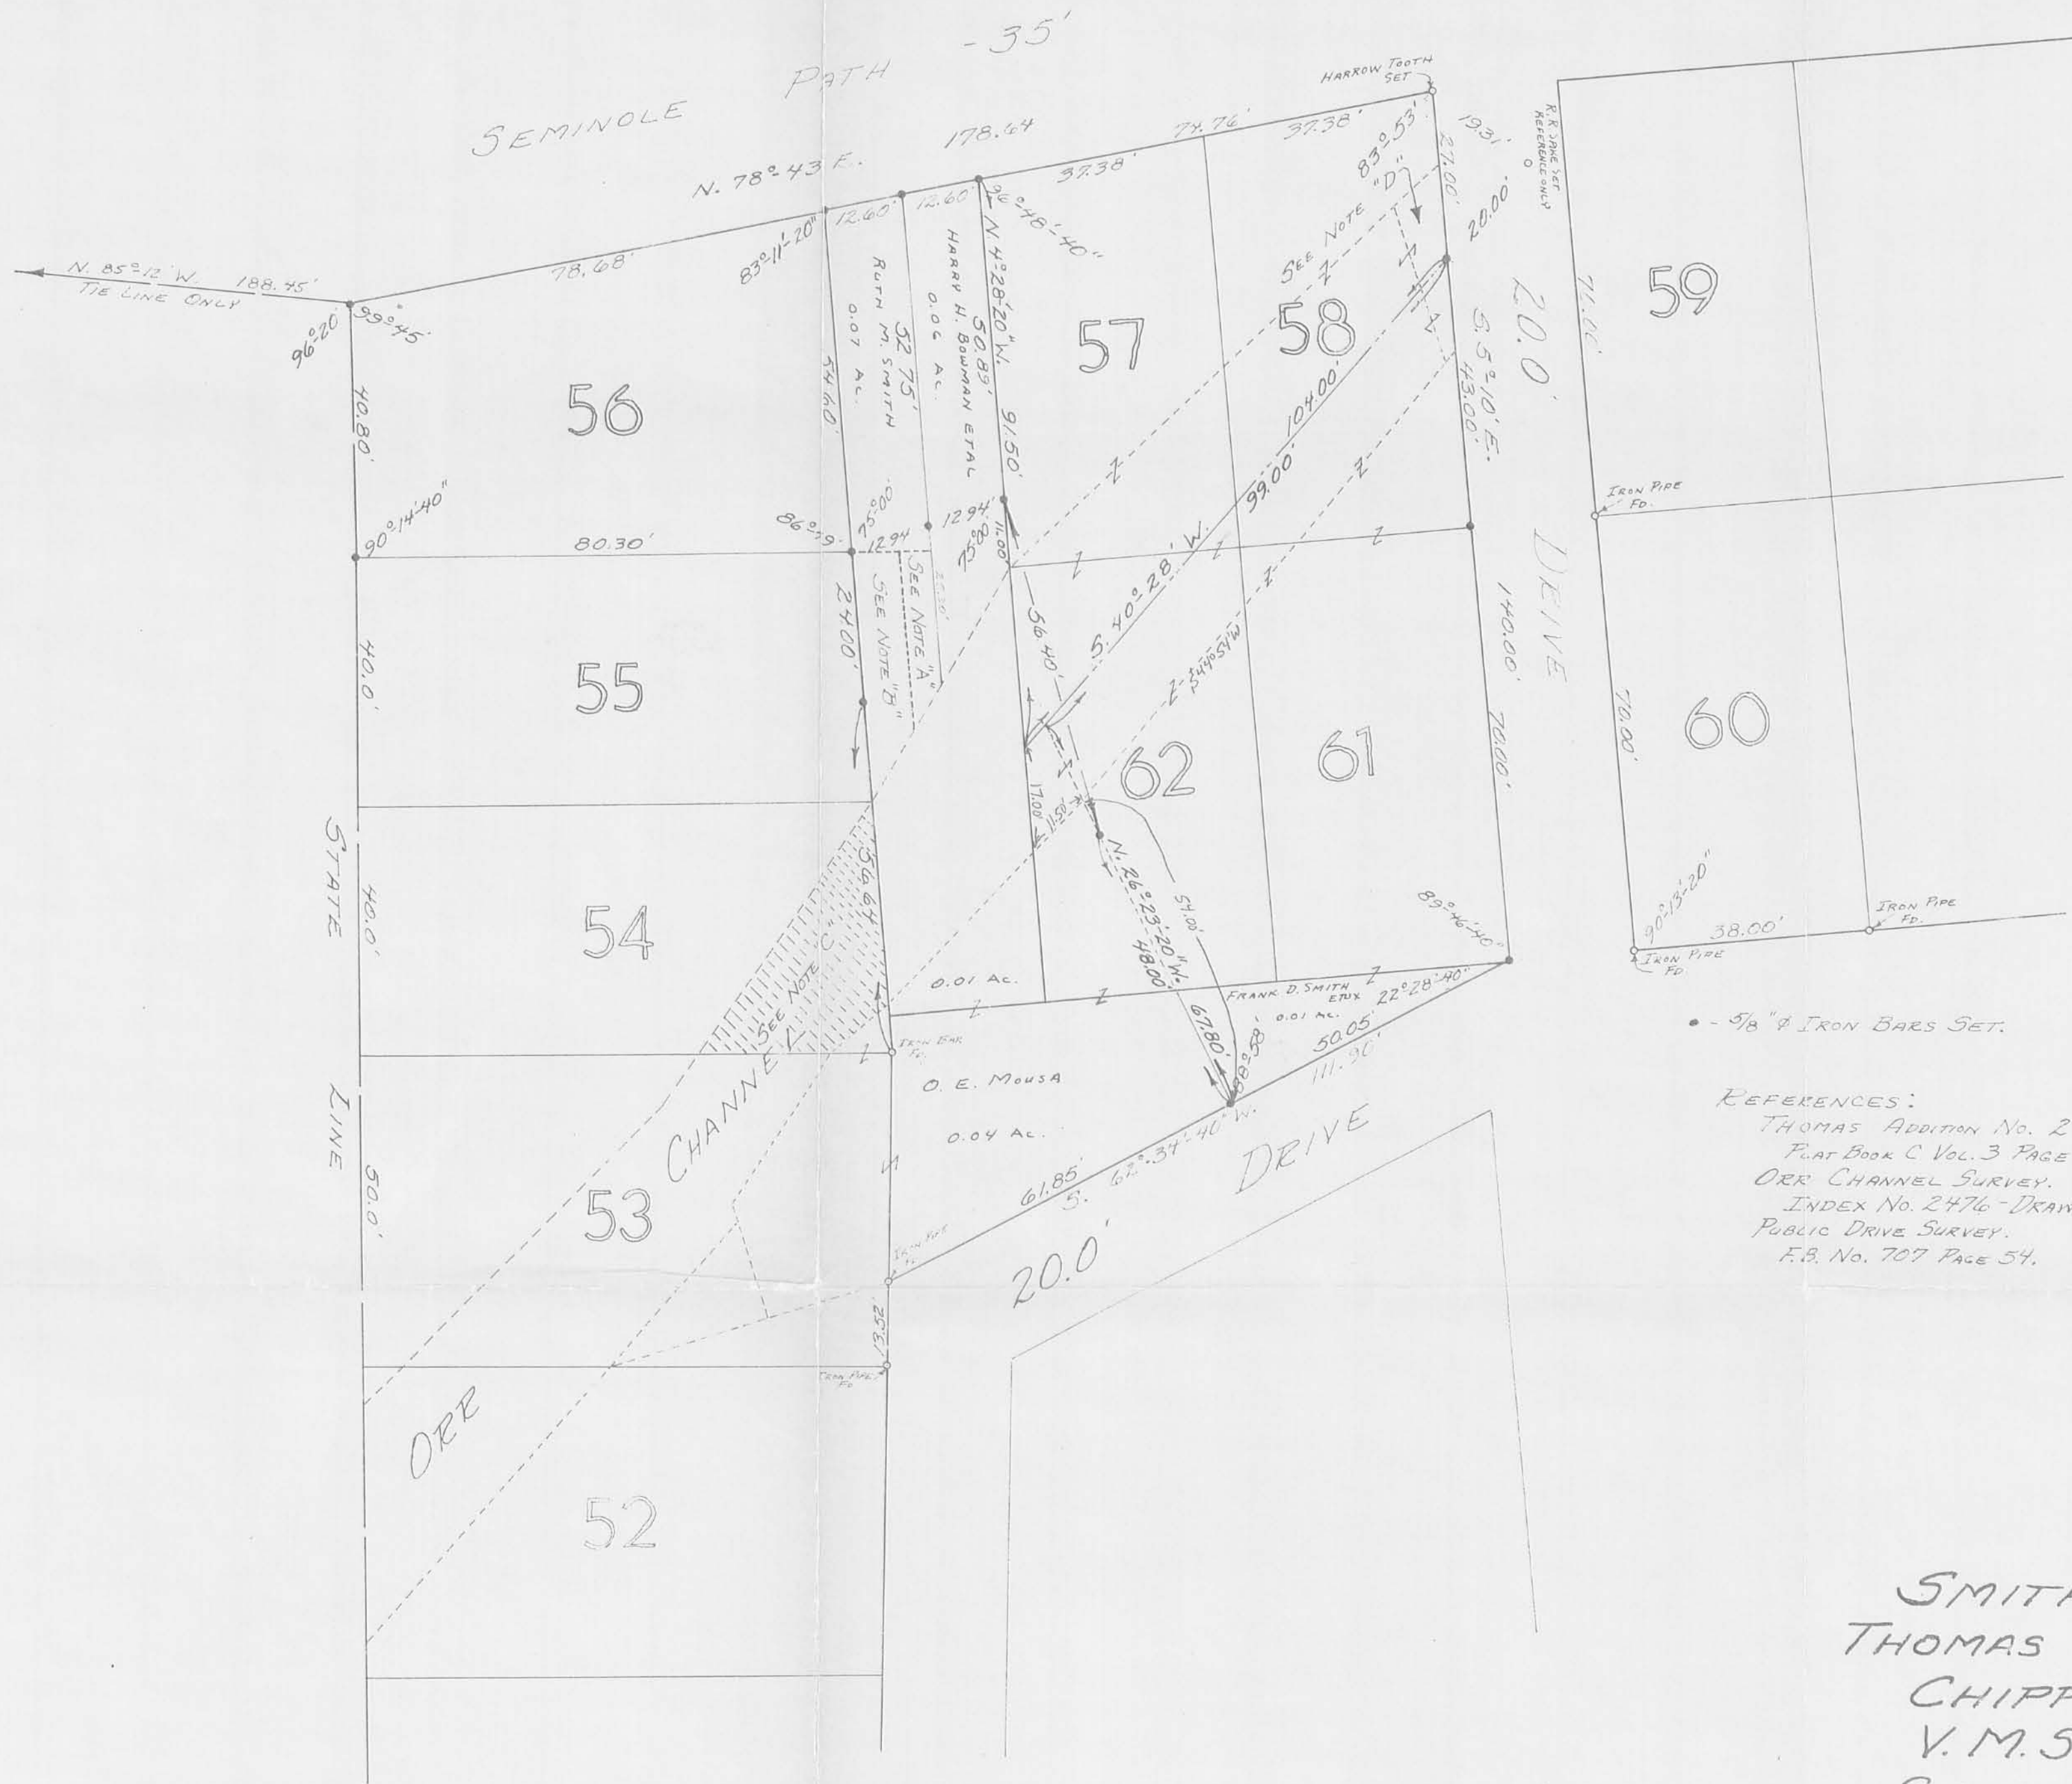 SEMINOLE PATH - 35'
HARROW TOOTH
SET
N. 78°-43' E.
178.64
74.76'
37.38'
37.38'
83°-53'
19.31'
27.00'
20.00'
R.R. SPIKE SET
REFERENCE ONLY
12.60'
12.60'
78.68'
83°-11'-20"
96°-48'-40"
N. 85°-12' W. 188.45'
TIE LINE ONLY
96°-20'
99°-45'
40.80'
56
54.60'
0.07 AC.
RUTH M. SMITH
52.75'
0.06 AC.
HARRY H. BOWMAN ETAL
50.89'
N. 4°-28'-20" W.
91.50'
57
SEE NOTE "D"
58
104.00'
99.00'
S. 5°-10' E.
43.00'
20.0' DRIVE
76.00'
59
IRON PIPE
FD.
90°-14'-40"
80.30'
86°-19'
75°-00'
12.94
12.94'
75°-00'
11.00'
SEE NOTE "A"
SEE NOTE "B"
24.00'
56.40'
S. 40°-28' W.
S 44°54'54"W
140.00'
70.00'
70.00'
40.0'
55
62
61
60
17.00'
11.50'
54.00'
N. 26°-23'-20" W.
48.00'
67.80'
89°-46'-40"
90°-13'-20"
38.00'
IRON PIPE
FD.
IRON PIPE
FD.
STATE LINE
40.0'
54
56.64'
SEE NOTE "C"
0.01 AC.
FRANK D. SMITH
ETUX
22°-28'-40"
0.01 AC.
88°-58'
50.05'
111.90'
● - 5/8" ⌀ IRON BARS SET.
IRON BAR
FD.
O. E. MOUSA
0.04 AC.
61.85'
S. 62°-34'-40" W.
DRIVE
20.0'
REFERENCES:
THOMAS ADDITION NO. 2
PLAT BOOK C VOL. 3 PAGE
ORR CHANNEL SURVEY.
INDEX NO. 2476 - DRAW
PUBLIC DRIVE SURVEY.
F.B. NO. 707 PAGE 54.
50.0'
53
ORR CHANNEL
IRON PIPE
FD.
52
SMITH
THOMAS
CHIPP
V. M. S